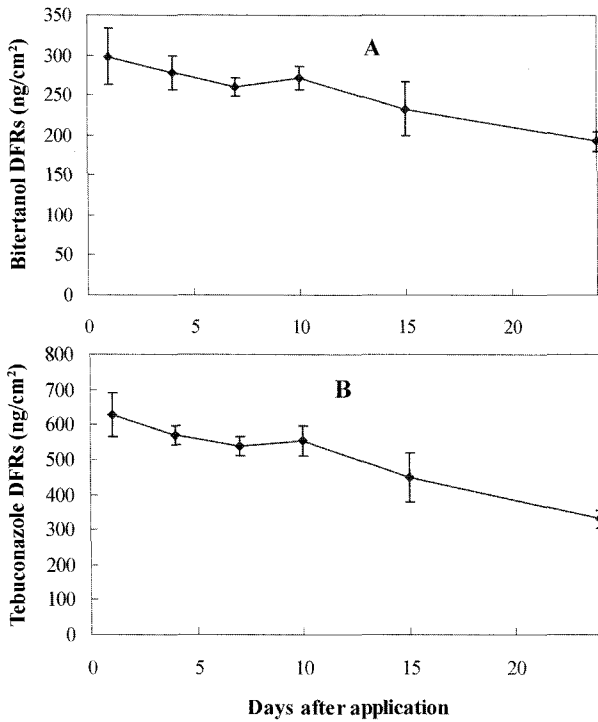 350
300
250
200
150
100
50
0
Bitertanol DFRs (ng/cm²)
A
0 5 10 15 20
800
700
600
500
400
300
200
100
0
Tebuconazole DFRs (ng/cm²)
B
0 5 10 15 20
Days after application